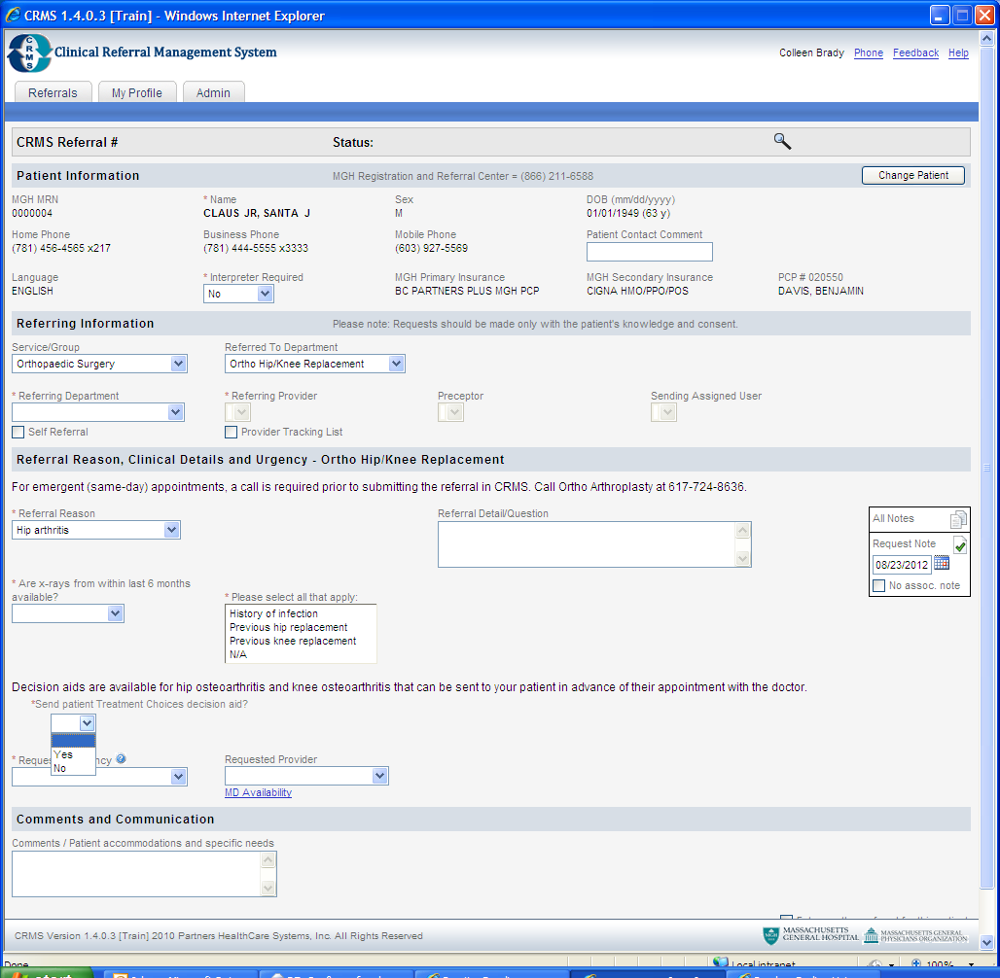 CRMS 1.4.0.3 [Train] - Windows Internet Explorer
CRMS
Clinical Referral Management System
Colleen Brady Phone Feedback Help
Referrals My Profile Admin
CRMS Referral # Status:
Patient Information MGH Registration and Referral Center = (866) 211-6588 Change Patient
MGH MRN * Name Sex DOB (mm/dd/yyyy)
0000004 CLAUS JR, SANTA J M 01/01/1949 (63 y)
Home Phone Business Phone Mobile Phone Patient Contact Comment
(781) 456-4565 x217 (781) 444-5555 x3333 (603) 927-5569
Language * Interpreter Required MGH Primary Insurance MGH Secondary Insurance PCP # 020550
ENGLISH No BC PARTNERS PLUS MGH PCP CIGNA HMO/PPO/POS DAVIS, BENJAMIN
Referring Information Please note: Requests should be made only with the patient's knowledge and consent.
Service/Group Referred To Department
Orthopaedic Surgery Ortho Hip/Knee Replacement
* Referring Department * Referring Provider Preceptor Sending Assigned User
Self Referral Provider Tracking List
Referral Reason, Clinical Details and Urgency - Ortho Hip/Knee Replacement
For emergent (same-day) appointments, a call is required prior to submitting the referral in CRMS. Call Ortho Arthroplasty at 617-724-8636.
* Referral Reason Referral Detail/Question All Notes
Hip arthritis
Request Note
08/23/2012
No assoc. note
* Are x-rays from within last 6 months
available? * Please select all that apply:
History of infection
Previous hip replacement
Previous knee replacement
N/A
Decision aids are available for hip osteoarthritis and knee osteoarthritis that can be sent to your patient in advance of their appointment with the doctor.
*Send patient Treatment Choices decision aid?
Yes
No
Requested Provider
MD Availability
Comments and Communication
Comments / Patient accommodations and specific needs
CRMS Version 1.4.0.3 [Train] 2010 Partners HealthCare Systems, Inc. All Rights Reserved
MGH MASSACHUSETTS GENERAL HOSPITAL MASSACHUSETTS GENERAL PHYSICIANS ORGANIZATION
Done Local intranet 100%
start